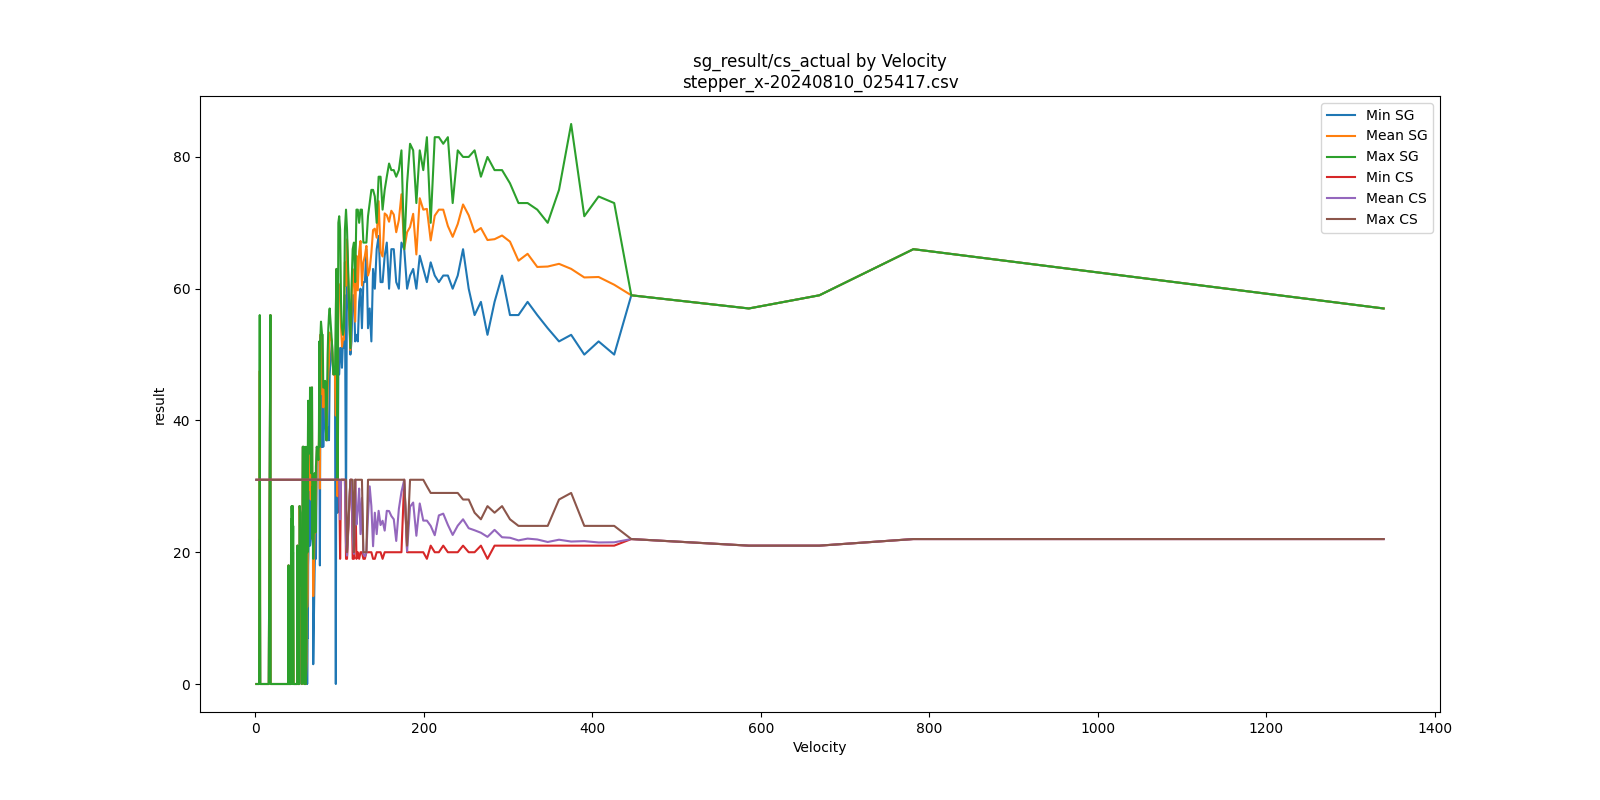 sg_result/cs_actual by Velocity
stepper_x-20240810_025417.csv
Min SG
Mean SG
Max SG
Min CS
Mean CS
Max CS
80
60
40
20
0
result
0 200 400 600 800 1000 1200 1400
Velocity